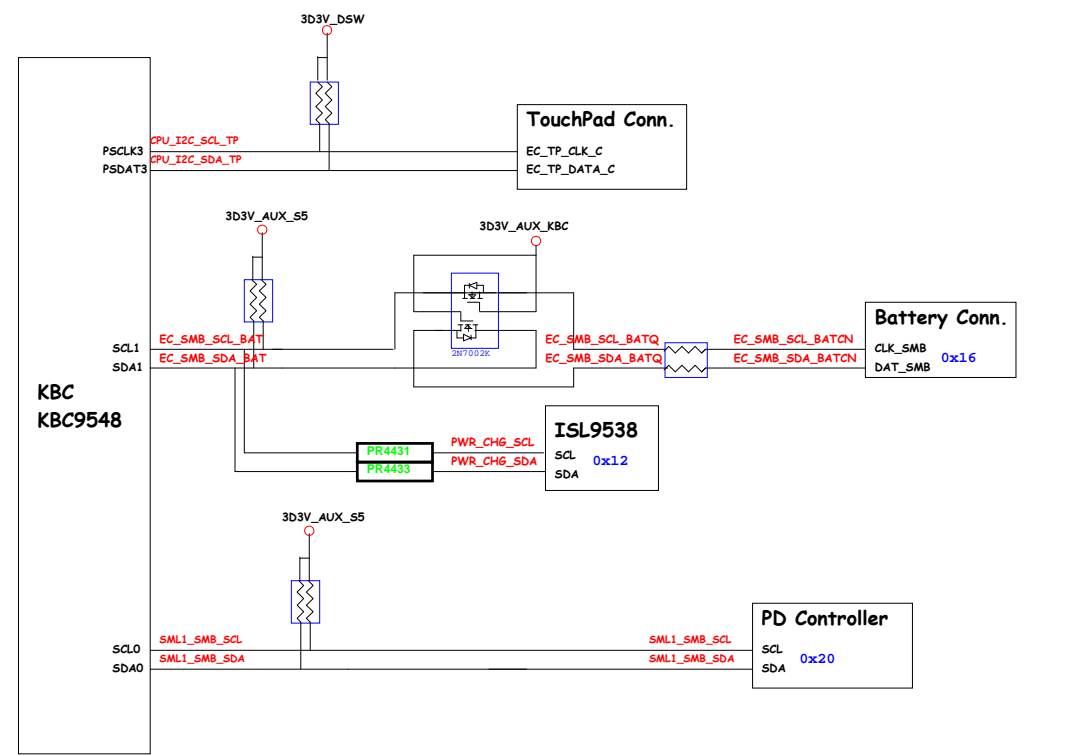 3D3V_DSW
TouchPad Conn.
CPU_I2C_SCL_TP
PSCLK3
EC_TP_CLK_C
CPU_I2C_SDA_TP
PSDAT3
EC_TP_DATA_C
3D3V_AUX_S5
3D3V_AUX_KBC
2N7002K
Battery Conn.
EC_SMB_SCL_BAT
EC_SMB_SCL_BATQ
EC_SMB_SCL_BATCN
SCL1
CLK_SMB
EC_SMB_SDA_BAT
EC_SMB_SDA_BATQ
EC_SMB_SDA_BATCN
0x16
SDA1
DAT_SMB
KBC
KBC9548
ISL9538
PR4431
PWR_CHG_SCL
SCL
0x12
PR4433
PWR_CHG_SDA
SDA
3D3V_AUX_S5
PD Controller
SML1_SMB_SCL
SML1_SMB_SCL
SCL0
SCL
SML1_SMB_SDA
SML1_SMB_SDA
0x20
SDA0
SDA